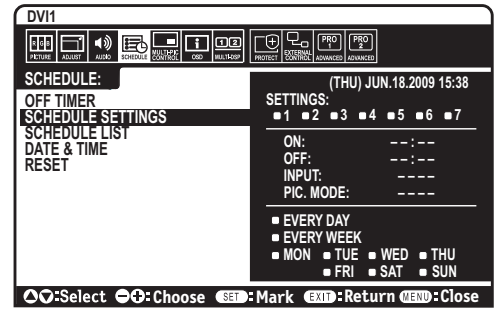 DVI1
RGB
PICTURE ADJUST AUDIO SCHEDULE MULTI-PIC CONTROL OSD MULTI-DSP PROTECT EXTERNAL CONTROL PRO 1 ADVANCED PRO 2 ADVANCED
SCHEDULE:
OFF TIMER
SCHEDULE SETTINGS
SCHEDULE LIST
DATE & TIME
RESET
(THU) JUN.18.2009 15:38
SETTINGS:
1 2 3 4 5 6 7
ON: --:--
OFF: --:--
INPUT: ----
PIC. MODE: ----
EVERY DAY
EVERY WEEK
MON TUE WED THU
FRI SAT SUN
:Select :Choose SET:Mark EXIT:Return MENU:Close